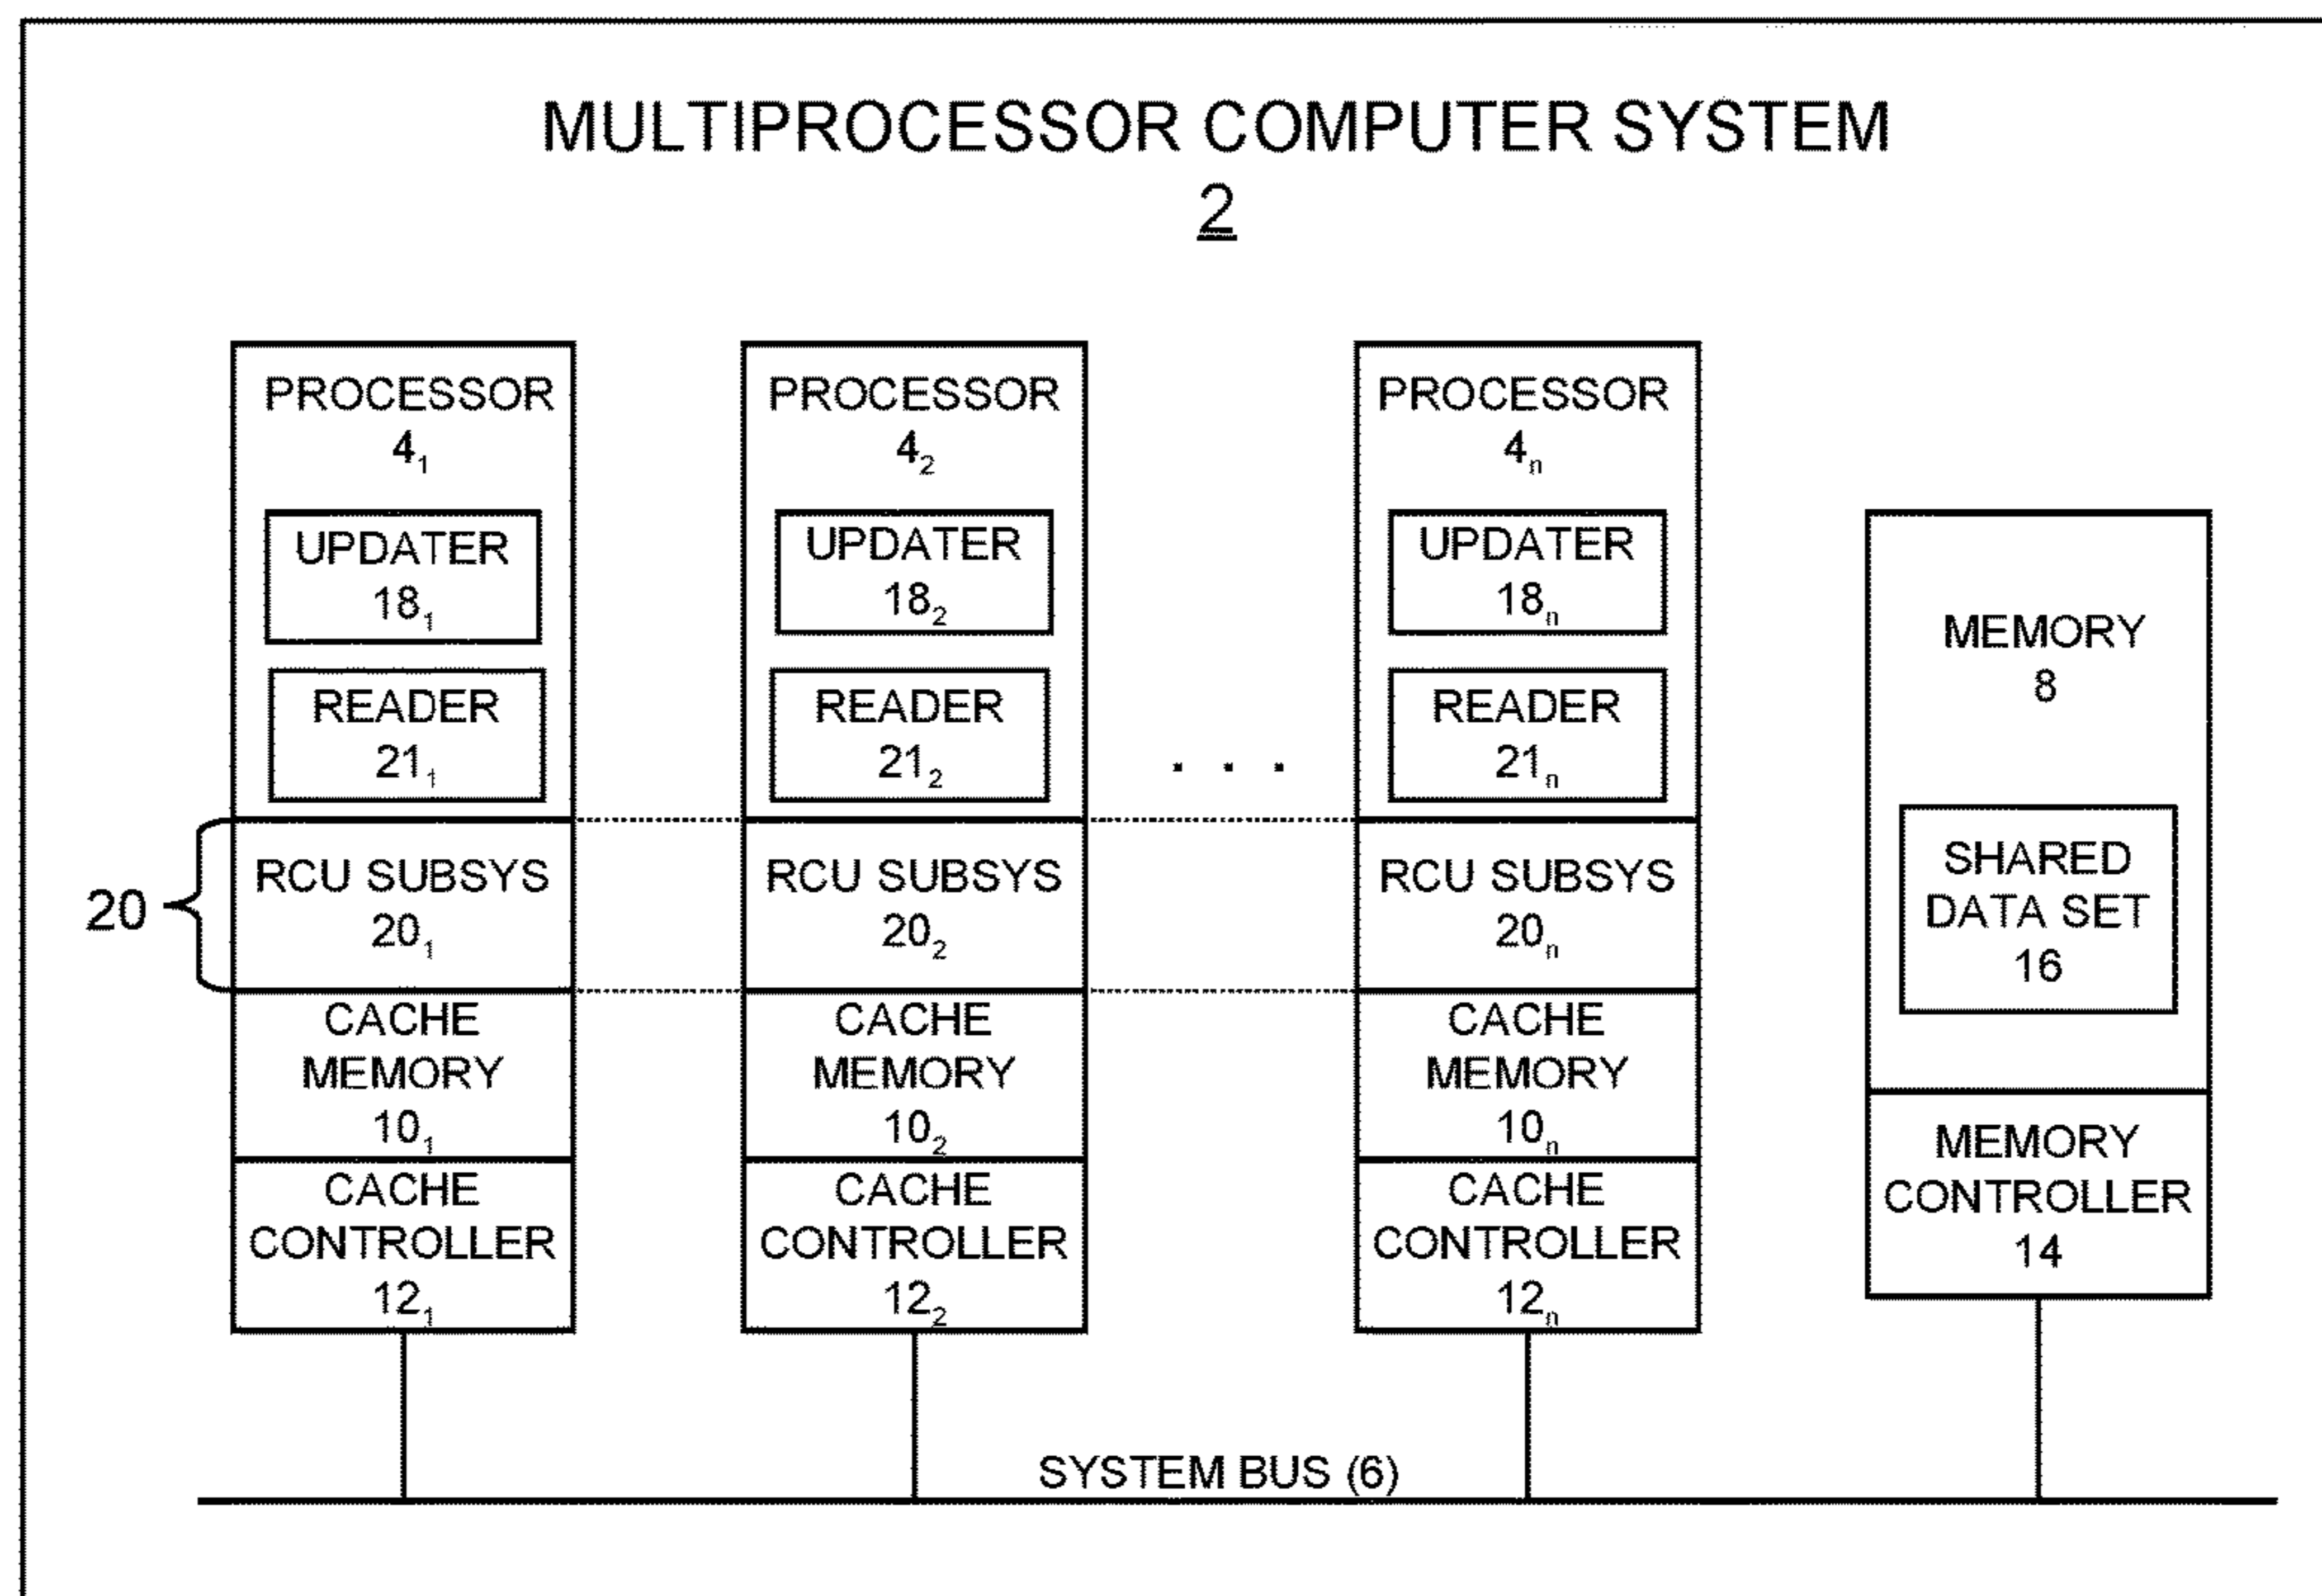 MULTIPROCESSOR COMPUTER SYSTEM
2
PROCESSOR
4₁
UPDATER
18₁
READER
21₁
RCU SUBSYS
20₁
CACHE
MEMORY
10₁
CACHE
CONTROLLER
12₁
PROCESSOR
4₂
UPDATER
18₂
READER
21₂
RCU SUBSYS
20₂
CACHE
MEMORY
10₂
CACHE
CONTROLLER
12₂
. . .
PROCESSOR
4ₙ
UPDATER
18ₙ
READER
21ₙ
RCU SUBSYS
20ₙ
CACHE
MEMORY
10ₙ
CACHE
CONTROLLER
12ₙ
MEMORY
8
SHARED
DATA SET
16
MEMORY
CONTROLLER
14
20
SYSTEM BUS (6)